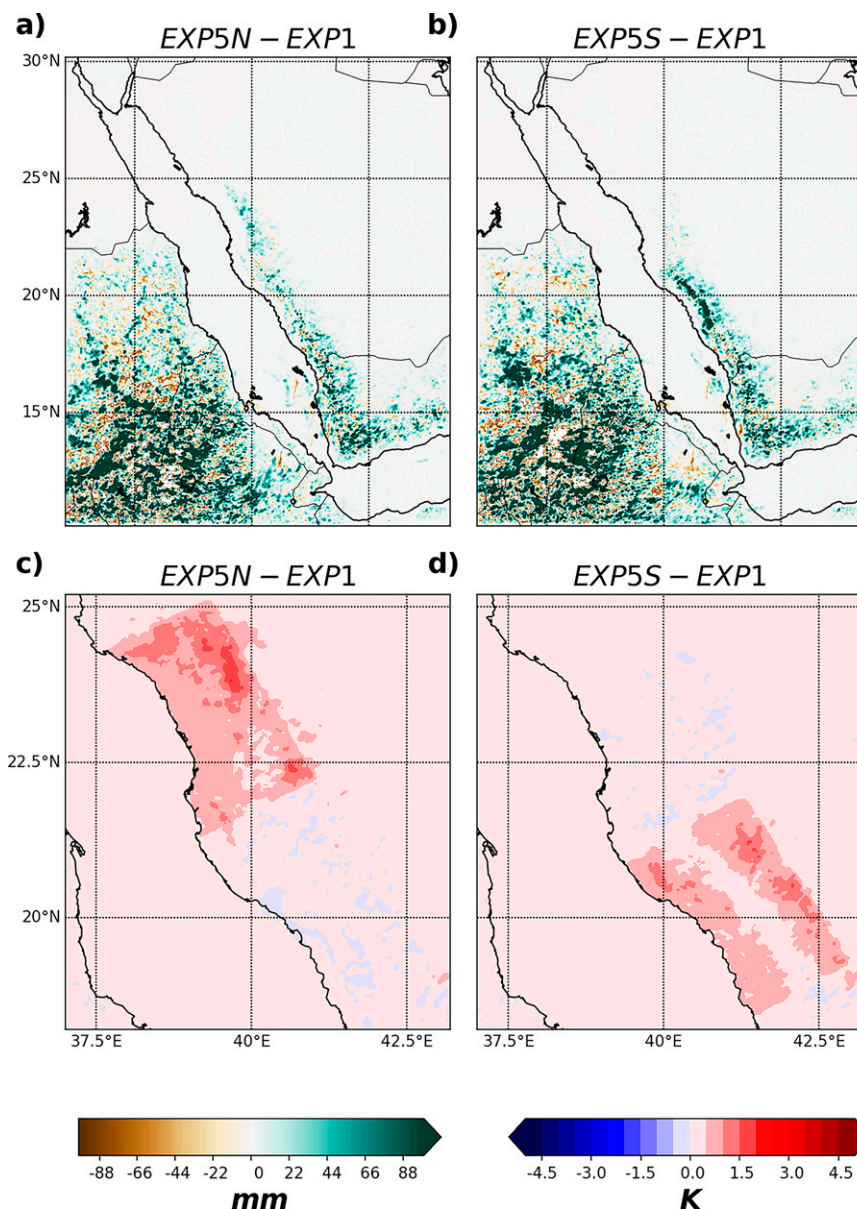 a) EXP5N − EXP1
b) EXP5S − EXP1
30°N
25°N
20°N
15°N
c) EXP5N − EXP1
d) EXP5S − EXP1
25°N
22.5°N
20°N
37.5°E 40°E 42.5°E
37.5°E 40°E 42.5°E
-88 -66 -44 -22 0 22 44 66 88
mm
-4.5 -3.0 -1.5 0.0 1.5 3.0 4.5
K